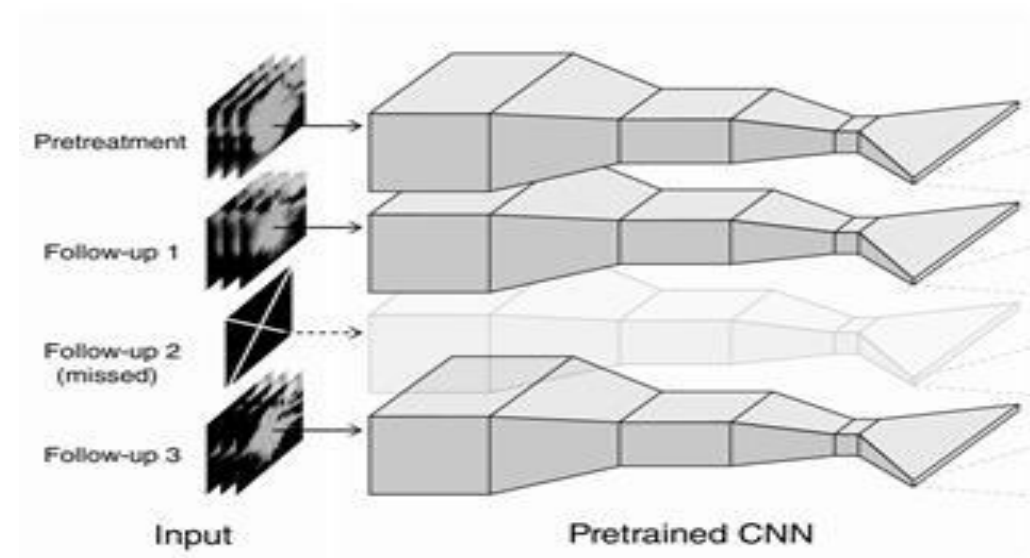 Pretreatment
Follow-up 1
Follow-up 2
(missed)
Follow-up 3
Input
Pretrained CNN